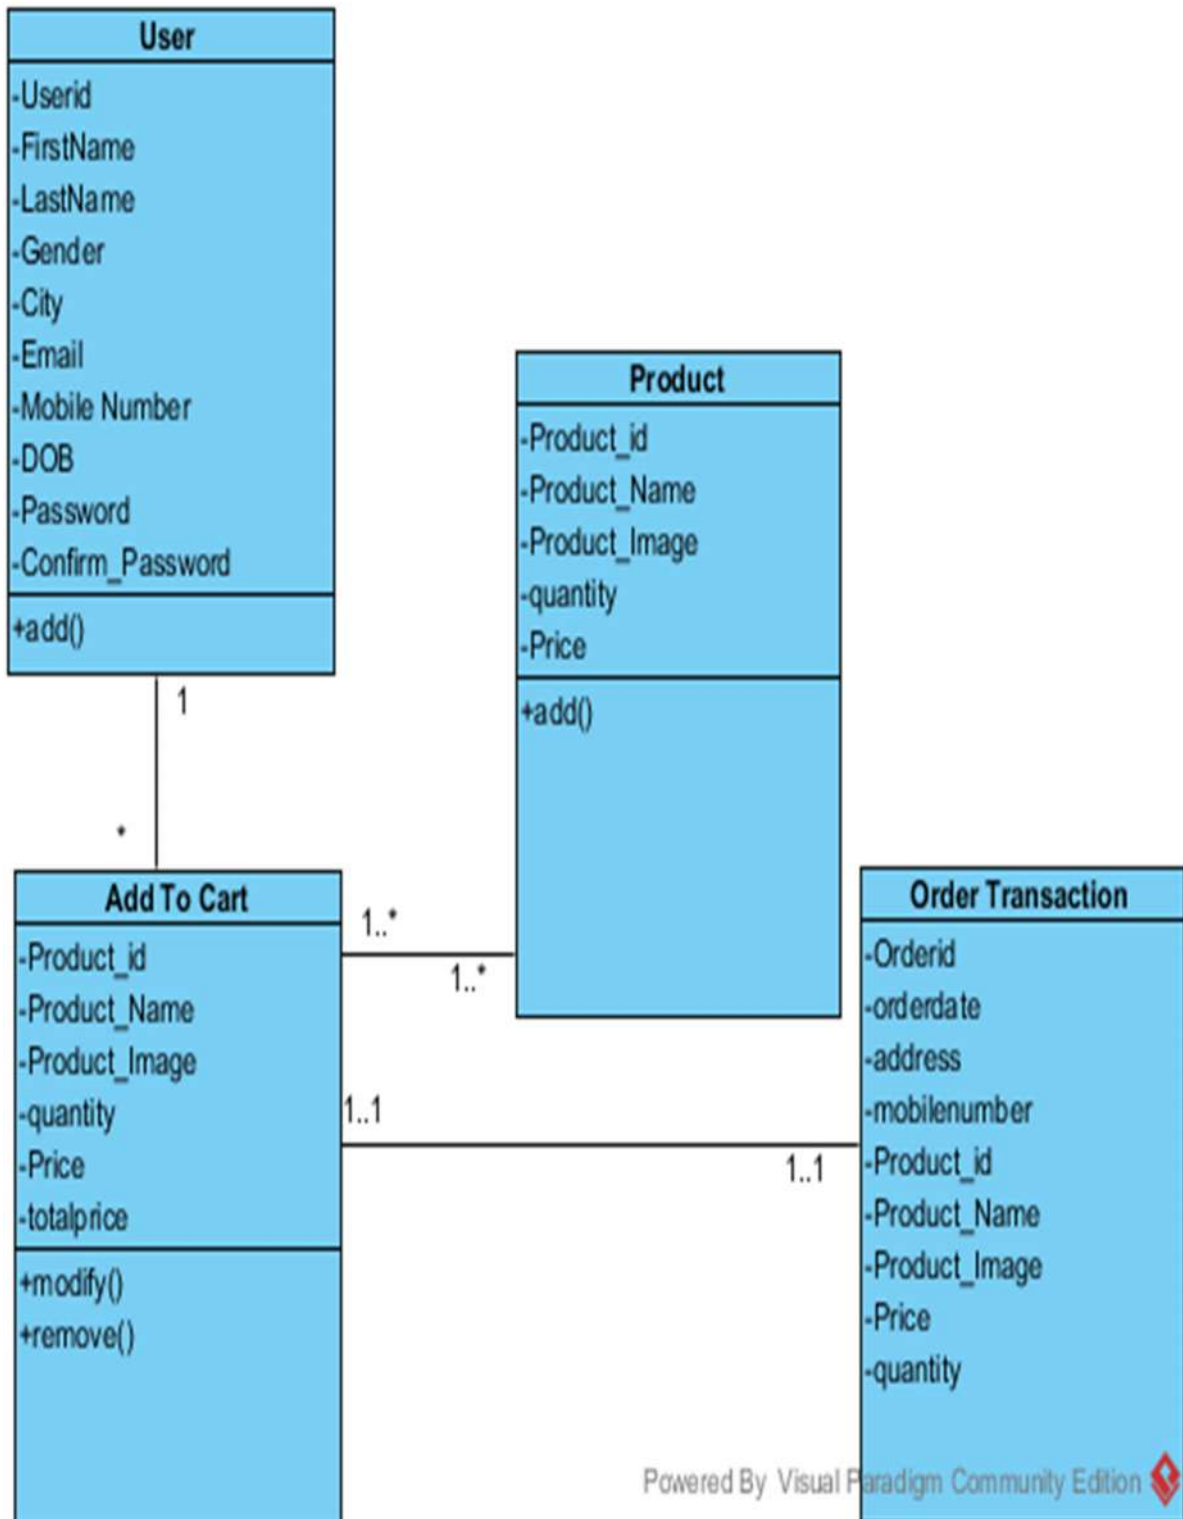 User
-Userid
-FirstName
-LastName
-Gender
-City
-Email
-Mobile Number
-DOB
-Password
-Confirm_Password
+add()
1
*
Product
-Product_id
-Product_Name
-Product_Image
-quantity
-Price
+add()
Add To Cart
-Product_id
-Product_Name
-Product_Image
-quantity
-Price
-totalprice
+modify()
+remove()
1..*
1..*
1..1
1..1
Order Transaction
-Orderid
-orderdate
-address
-mobilenumber
-Product_id
-Product_Name
-Product_Image
-Price
-quantity
Powered By Visual Paradigm Community Edition